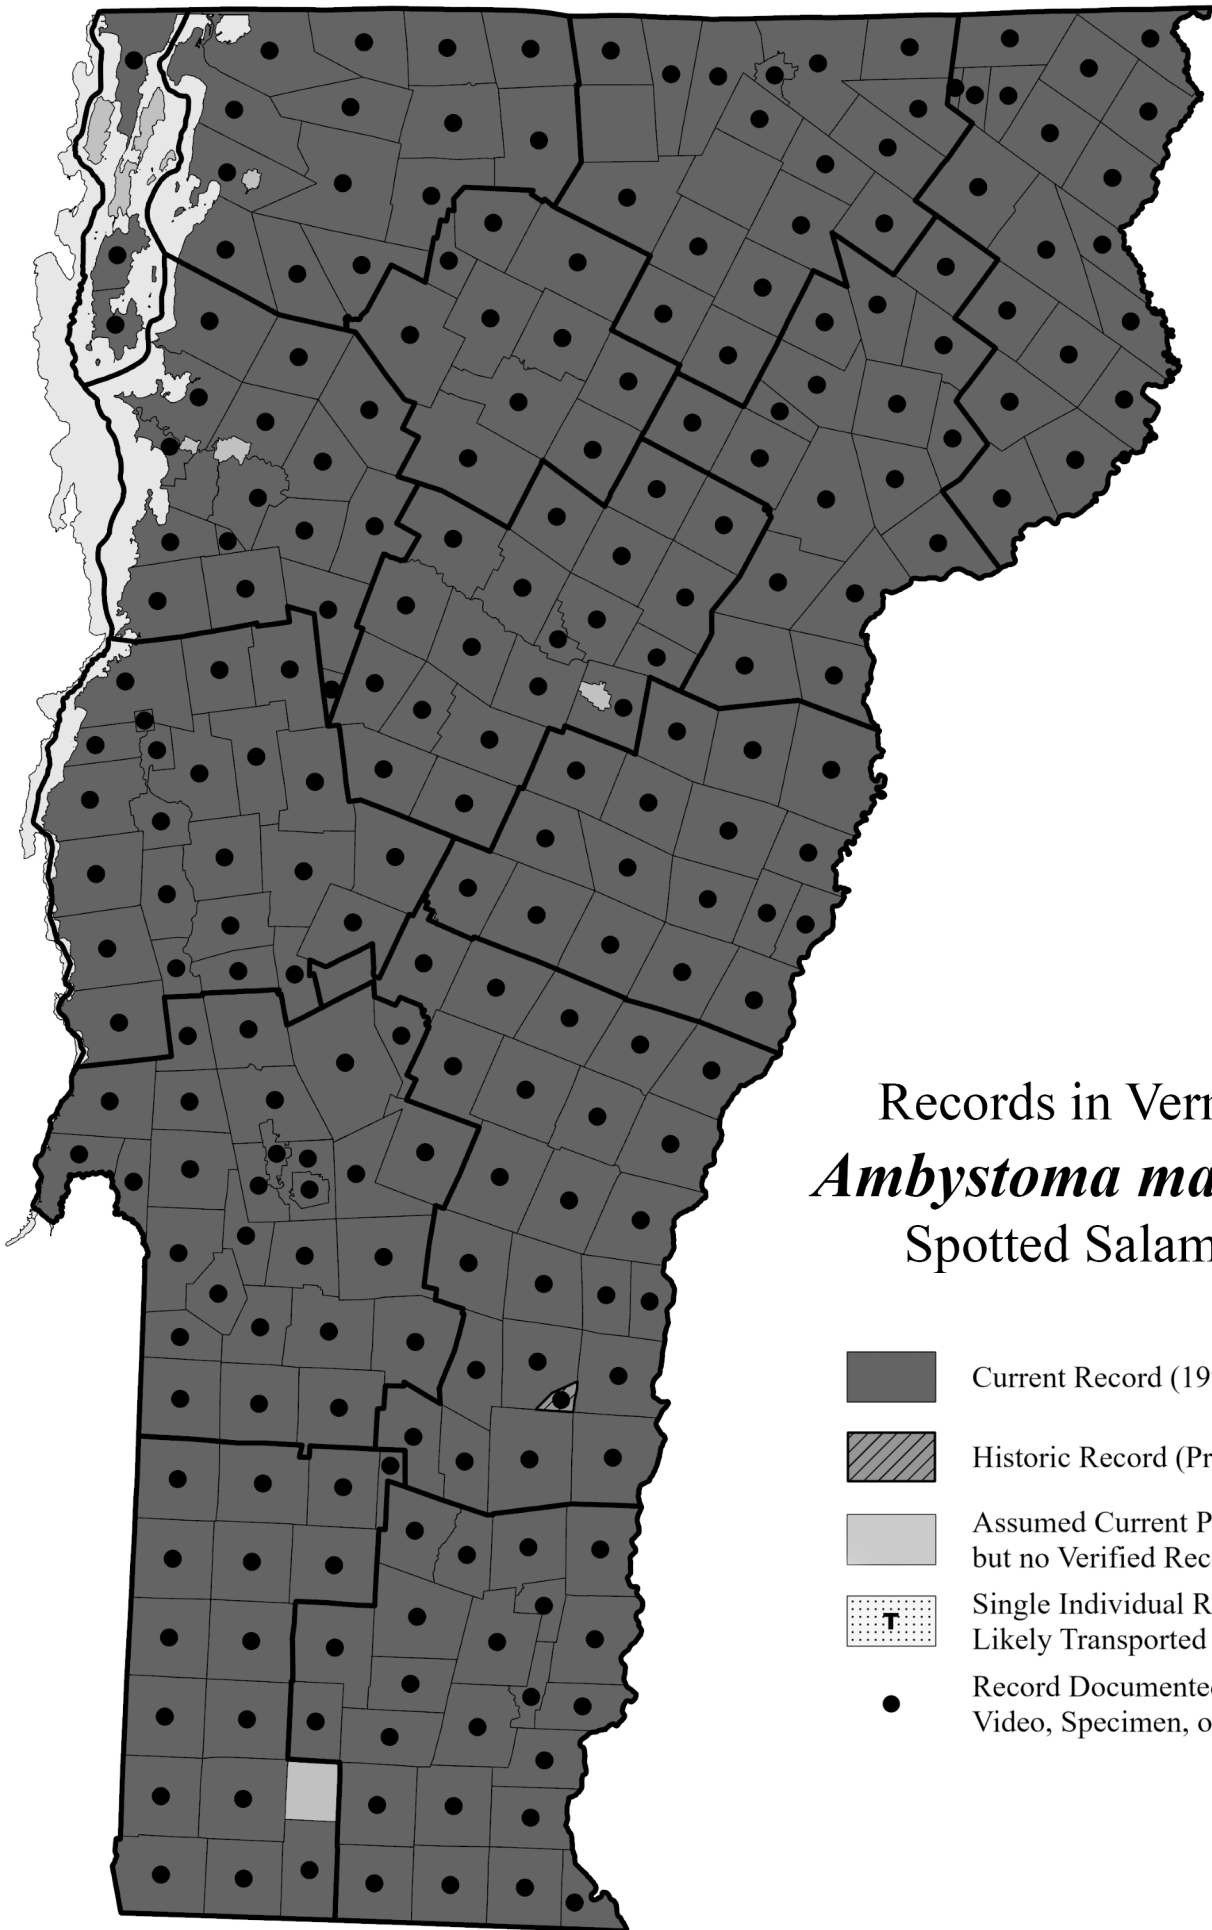 Records in Verm
Ambystoma ma
Spotted Salam
Current Record (19
Historic Record (Pr
Assumed Current P
but no Verified Rec
T
Single Individual R
Likely Transported
Record Documented
Video, Specimen, o